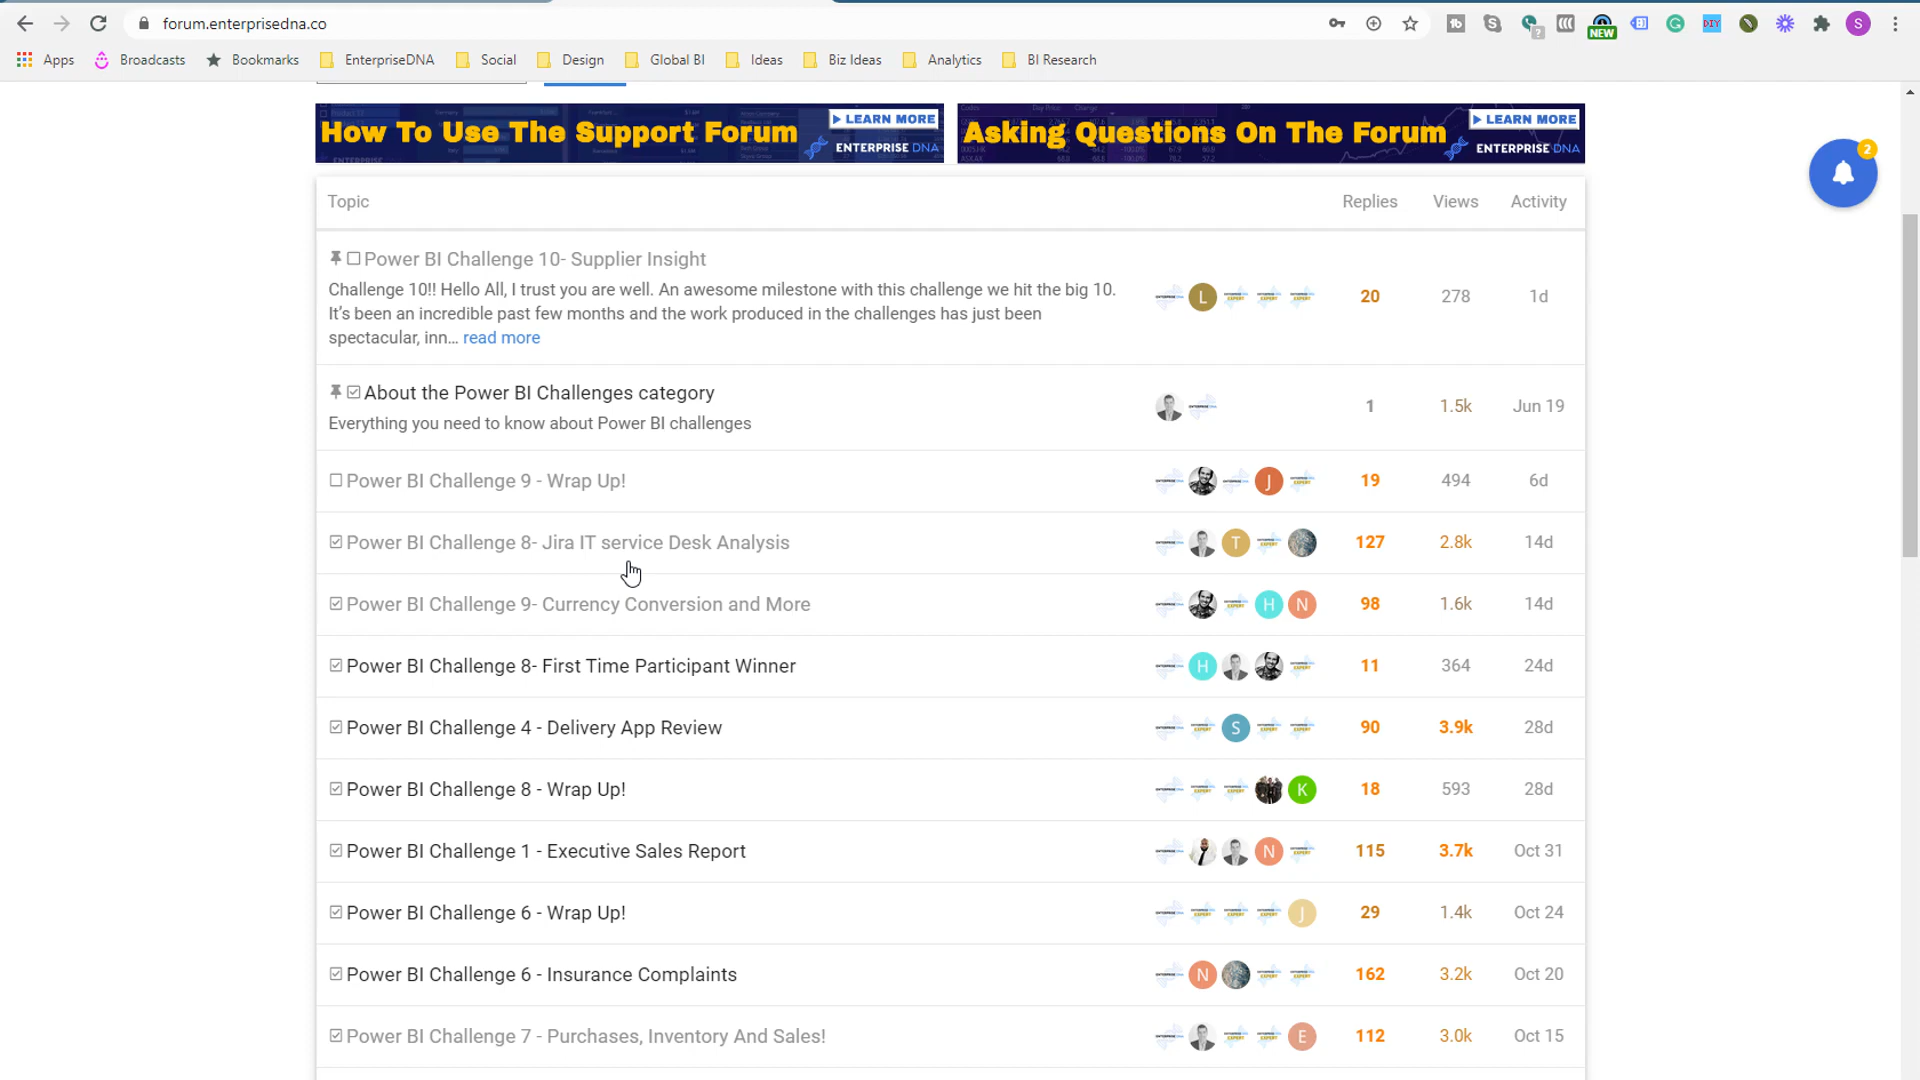 forum.enterprisedna.co
NEW
DIY
S
Apps
Broadcasts
Bookmarks
EnterpriseDNA
Social
Design
Global BI
Ideas
Biz Ideas
Analytics
BI Research
How To Use The Support Forum
LEARN MORE
ENTERPRISE DNA
Asking Questions On The Forum
LEARN MORE
ENTERPRISE DNA
2
Topic
Replies
Views
Activity
Power BI Challenge 10- Supplier Insight
Challenge 10!! Hello All, I trust you are well. An awesome milestone with this challenge we hit the big 10.
It’s been an incredible past few months and the work produced in the challenges has just been
spectacular, inn… read more
L
20
278
1d
About the Power BI Challenges category
Everything you need to know about Power BI challenges
1
1.5k
Jun 19
Power BI Challenge 9 - Wrap Up!
J
19
494
6d
Power BI Challenge 8- Jira IT service Desk Analysis
T
127
2.8k
14d
Power BI Challenge 9- Currency Conversion and More
H
N
98
1.6k
14d
Power BI Challenge 8- First Time Participant Winner
H
11
364
24d
Power BI Challenge 4 - Delivery App Review
S
90
3.9k
28d
Power BI Challenge 8 - Wrap Up!
K
18
593
28d
Power BI Challenge 1 - Executive Sales Report
N
115
3.7k
Oct 31
Power BI Challenge 6 - Wrap Up!
J
29
1.4k
Oct 24
Power BI Challenge 6 - Insurance Complaints
N
162
3.2k
Oct 20
Power BI Challenge 7 - Purchases, Inventory And Sales!
E
112
3.0k
Oct 15